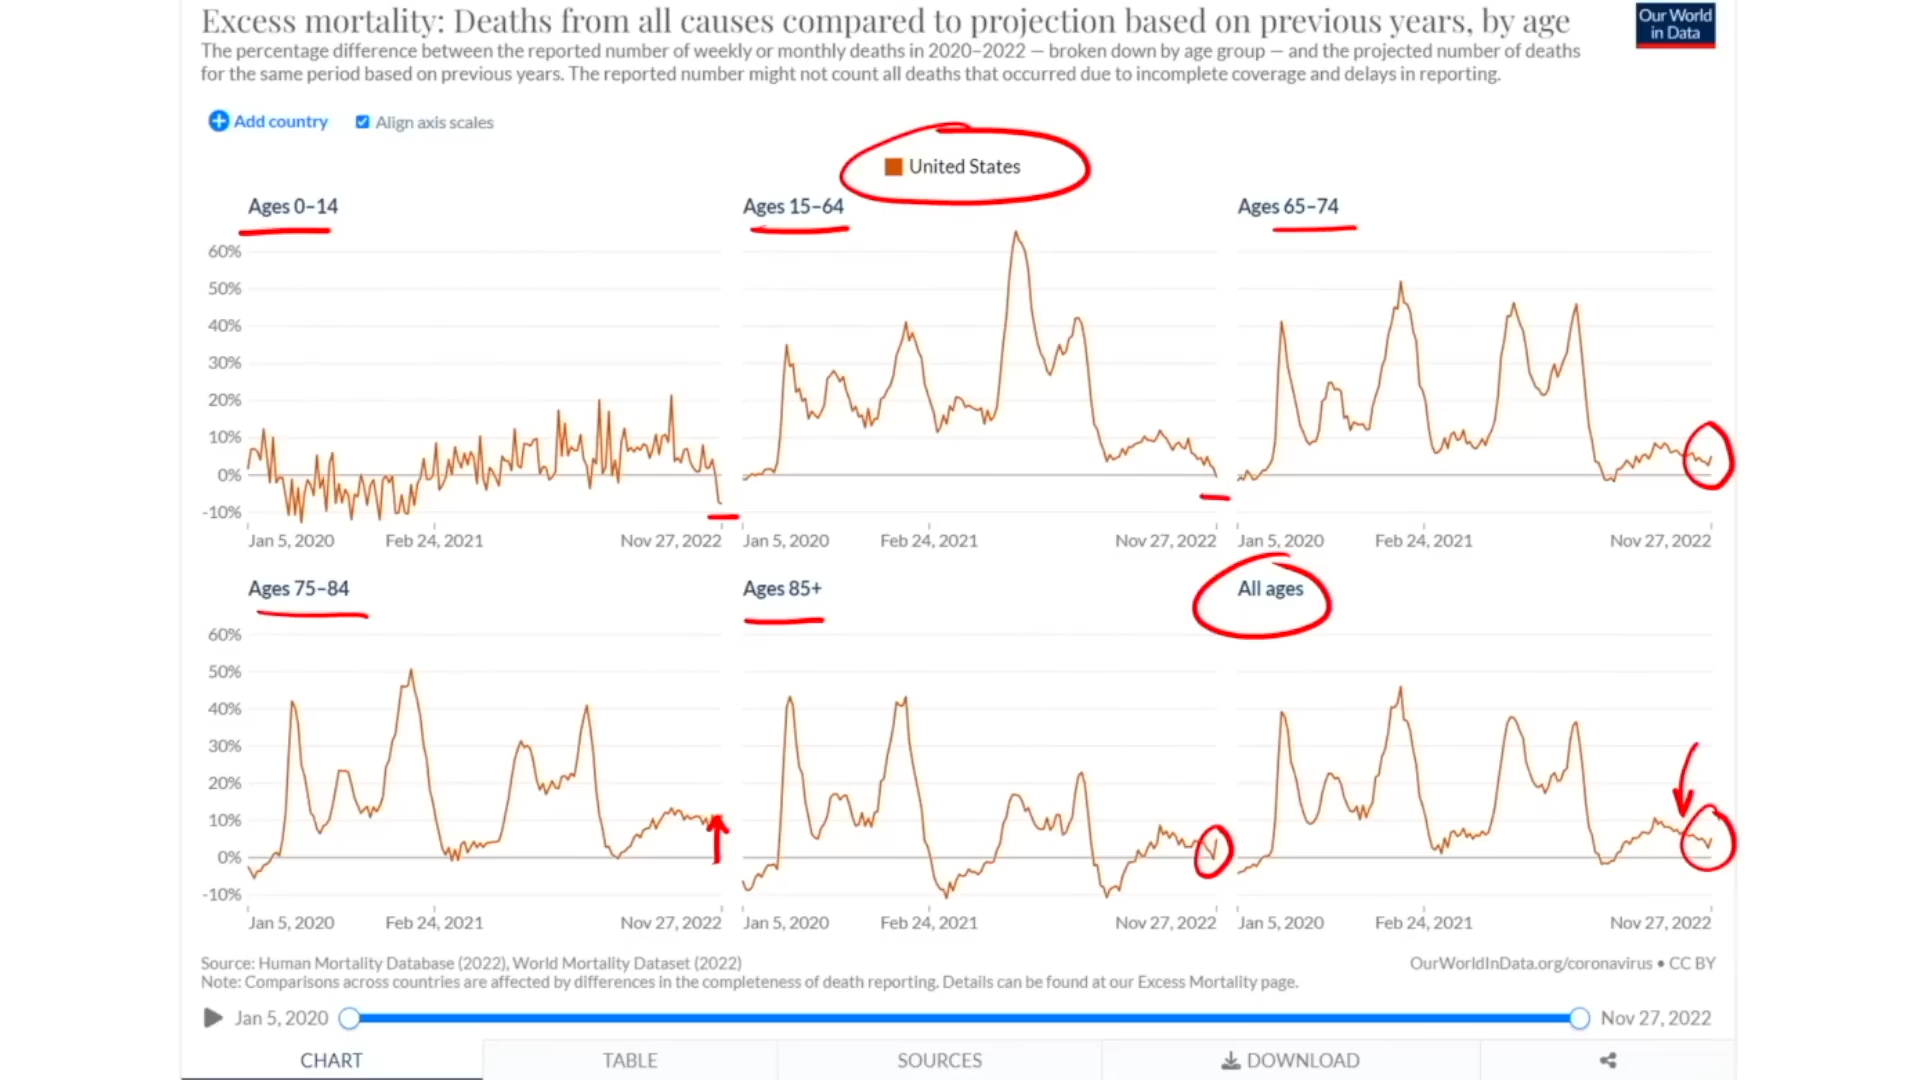 Excess mortality: Deaths from all causes compared to projection based on previous years, by age
Our World
in Data
The percentage difference between the reported number of weekly or monthly deaths in 2020–2022 — broken down by age group — and the projected number of deaths
for the same period based on previous years. The reported number might not count all deaths that occurred due to incomplete coverage and delays in reporting.
Add country
Align axis scales
United States
Ages 0–14
Ages 15–64
Ages 65–74
60%
50%
40%
30%
20%
10%
0%
-10%
Jan 5, 2020 Feb 24, 2021 Nov 27, 2022
Jan 5, 2020 Feb 24, 2021 Nov 27, 2022
Jan 5, 2020 Feb 24, 2021 Nov 27, 2022
Ages 75–84
Ages 85+
All ages
60%
50%
40%
30%
20%
10%
0%
-10%
Jan 5, 2020 Feb 24, 2021 Nov 27, 2022
Jan 5, 2020 Feb 24, 2021 Nov 27, 2022
Jan 5, 2020 Feb 24, 2021 Nov 27, 2022
Source: Human Mortality Database (2022), World Mortality Dataset (2022)
OurWorldInData.org/coronavirus • CC BY
Note: Comparisons across countries are affected by differences in the completeness of death reporting. Details can be found at our Excess Mortality page.
Jan 5, 2020
Nov 27, 2022
CHART
TABLE
SOURCES
DOWNLOAD